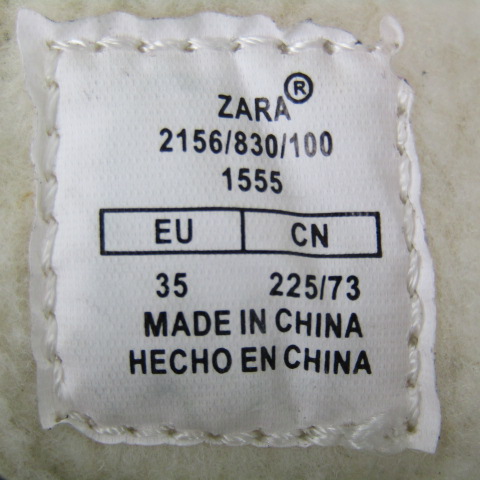 ZARA®
2156/830/100
1555
EU CN
35 225/73
MADE IN CHINA
HECHO EN CHINA